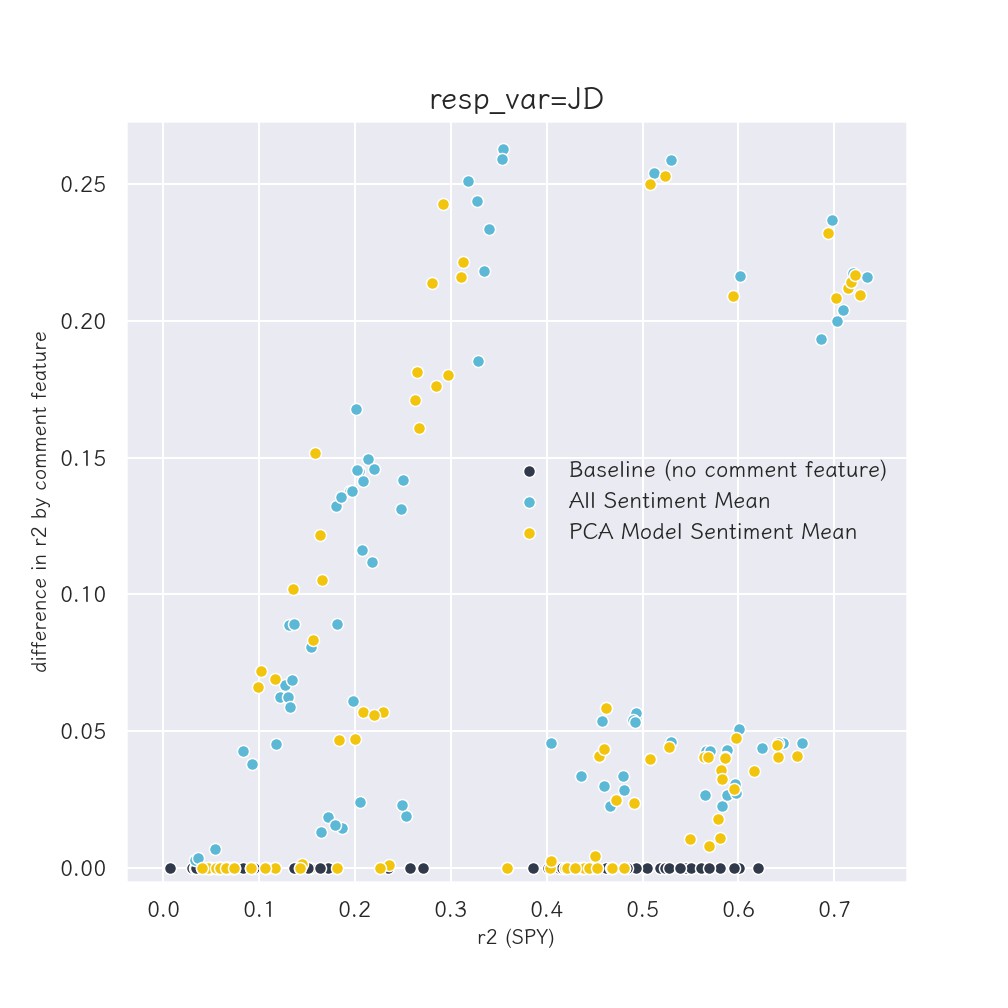 resp_var=JD
difference in r2 by comment feature
0.25
0.20
0.15
0.10
0.05
0.00
Baseline (no comment feature)
All Sentiment Mean
PCA Model Sentiment Mean
0.0 0.1 0.2 0.3 0.4 0.5 0.6 0.7
r2 (SPY)